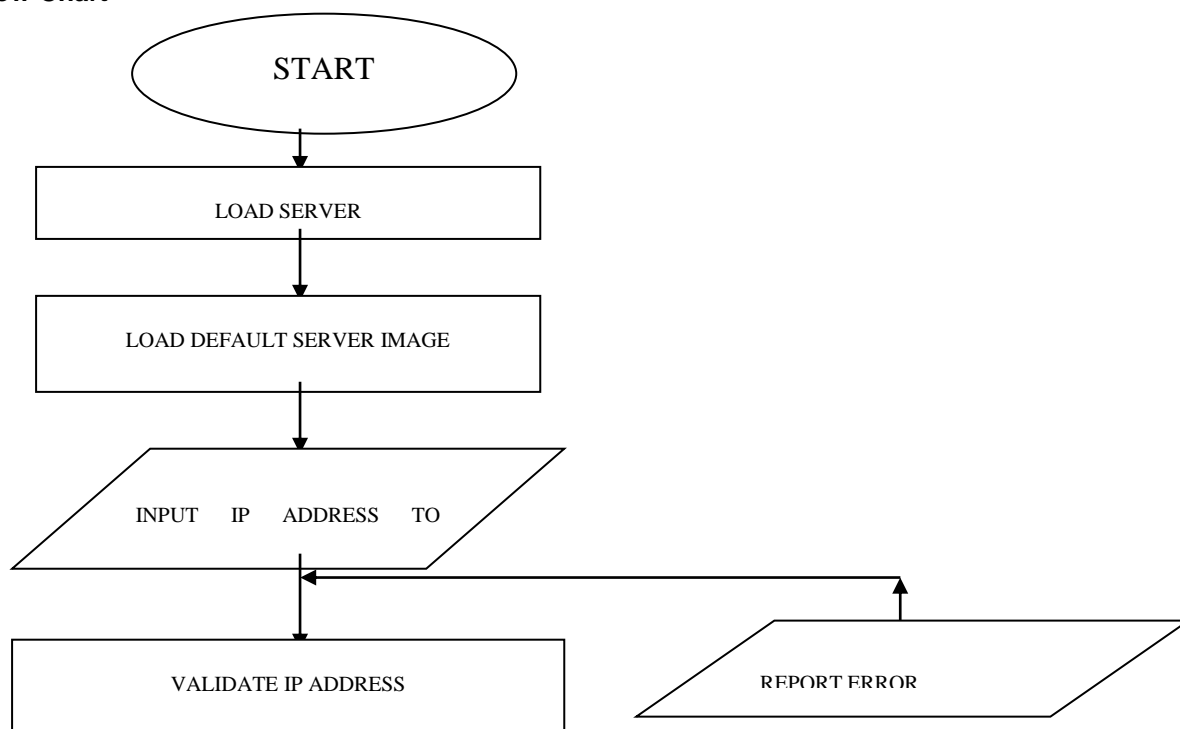 START
LOAD SERVER
LOAD DEFAULT SERVER IMAGE
INPUT IP ADDRESS TO
VALIDATE IP ADDRESS
REPORT ERROR